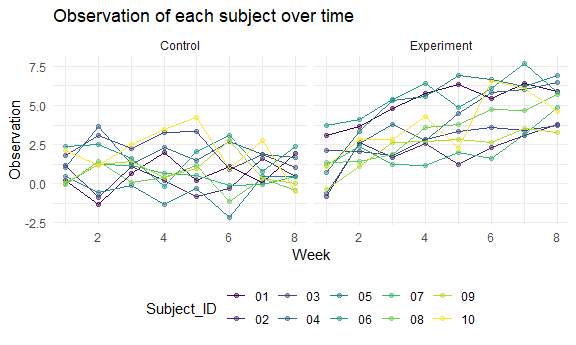 Observation of each subject over time
Control
Experiment
Observation
7.5
5.0
2.5
0.0
-2.5
2 4 6 8
2 4 6 8
Week
Subject_ID
01 03 05 07 09
02 04 06 08 10